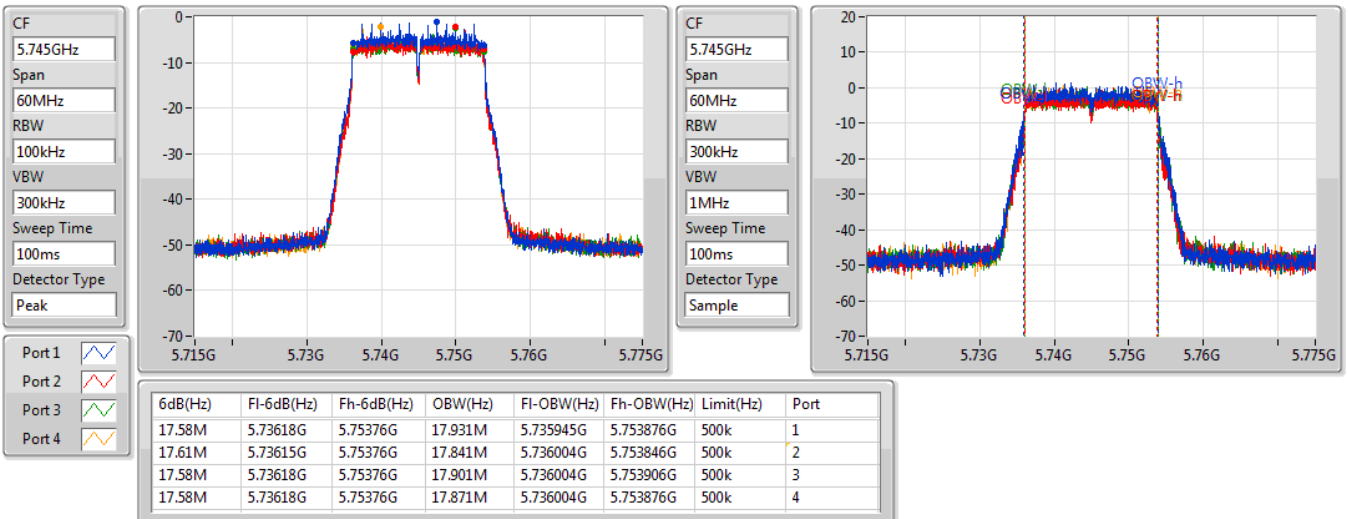 CF
5.745GHz
Span
60MHz
RBW
100kHz
VBW
300kHz
Sweep Time
100ms
Detector Type
Peak
Port 1
Port 2
Port 3
Port 4
0
-10
-20
-30
-40
-50
-60
-70
5.715G 5.73G 5.74G 5.75G 5.76G 5.775G
CF
5.745GHz
Span
60MHz
RBW
300kHz
VBW
1MHz
Sweep Time
100ms
Detector Type
Sample
20
10
0
-10
-20
-30
-40
-50
-60
-70
OBW-h
OBW-h
5.715G 5.73G 5.74G 5.75G 5.76G 5.775G
6dB(Hz) Fl-6dB(Hz) Fh-6dB(Hz) OBW(Hz) Fl-OBW(Hz) Fh-OBW(Hz) Limit(Hz) Port
17.58M 5.73618G 5.75376G 17.931M 5.735945G 5.753876G 500k 1
17.61M 5.73615G 5.75376G 17.841M 5.736004G 5.753846G 500k 2
17.58M 5.73618G 5.75376G 17.901M 5.736004G 5.753906G 500k 3
17.58M 5.73618G 5.75376G 17.871M 5.736004G 5.753876G 500k 4